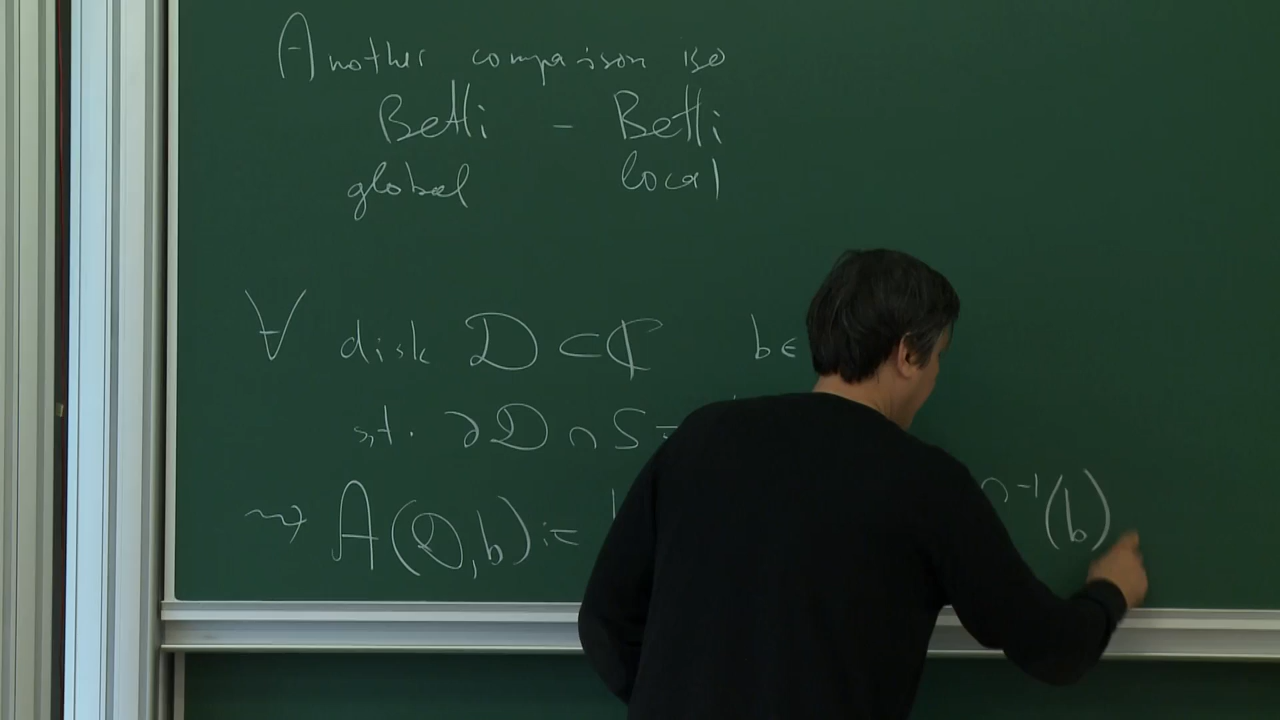 Another comparison iso
Betti – Betti
global local
∀ disk D ⊂ ℂ b ∈
s.t. ∂D ∩ S =
⇝ A(D,b) := ⁻¹(b)